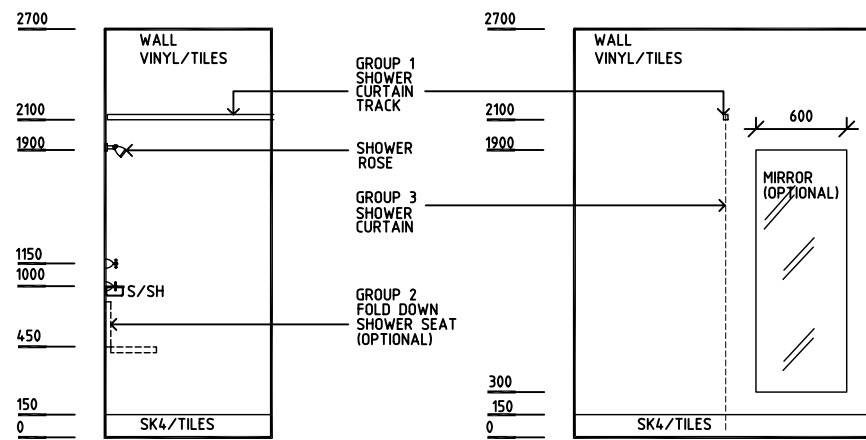 2700
WALL
VINYL/TILES
2100
1900
1150
1000
S/SH
450
150
0
SK4/TILES
GROUP 1
SHOWER
CURTAIN
TRACK
SHOWER
ROSE
GROUP 3
SHOWER
CURTAIN
GROUP 2
FOLD DOWN
SHOWER SEAT
(OPTIONAL)
2700
WALL
VINYL/TILES
2100
1900
600
MIRROR
(OPTIONAL)
300
150
0
SK4/TILES